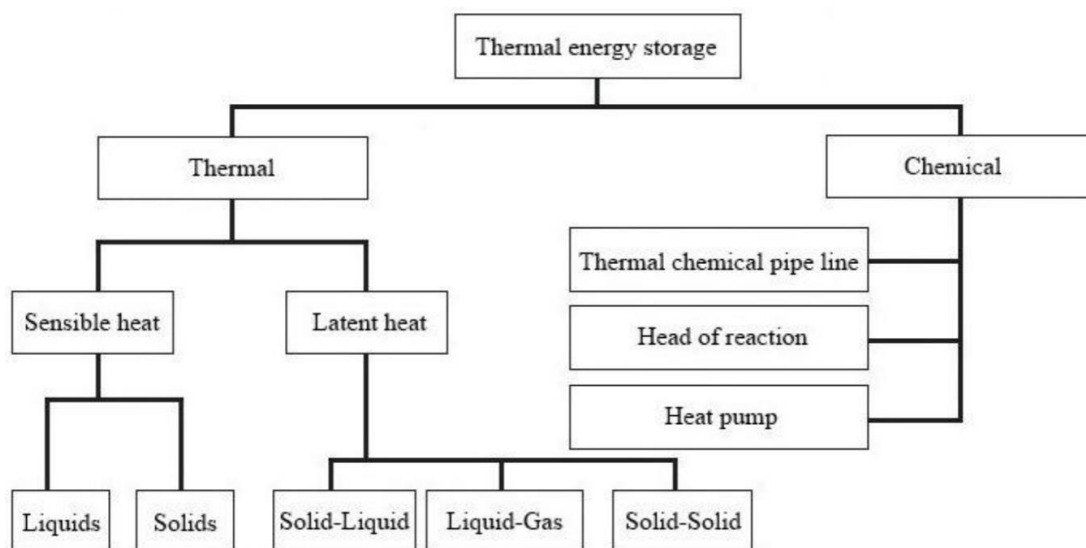 Thermal energy storage
Thermal
Chemical
Thermal chemical pipe line
Sensible heat
Latent heat
Head of reaction
Heat pump
Liquids
Solids
Solid-Liquid
Liquid-Gas
Solid-Solid